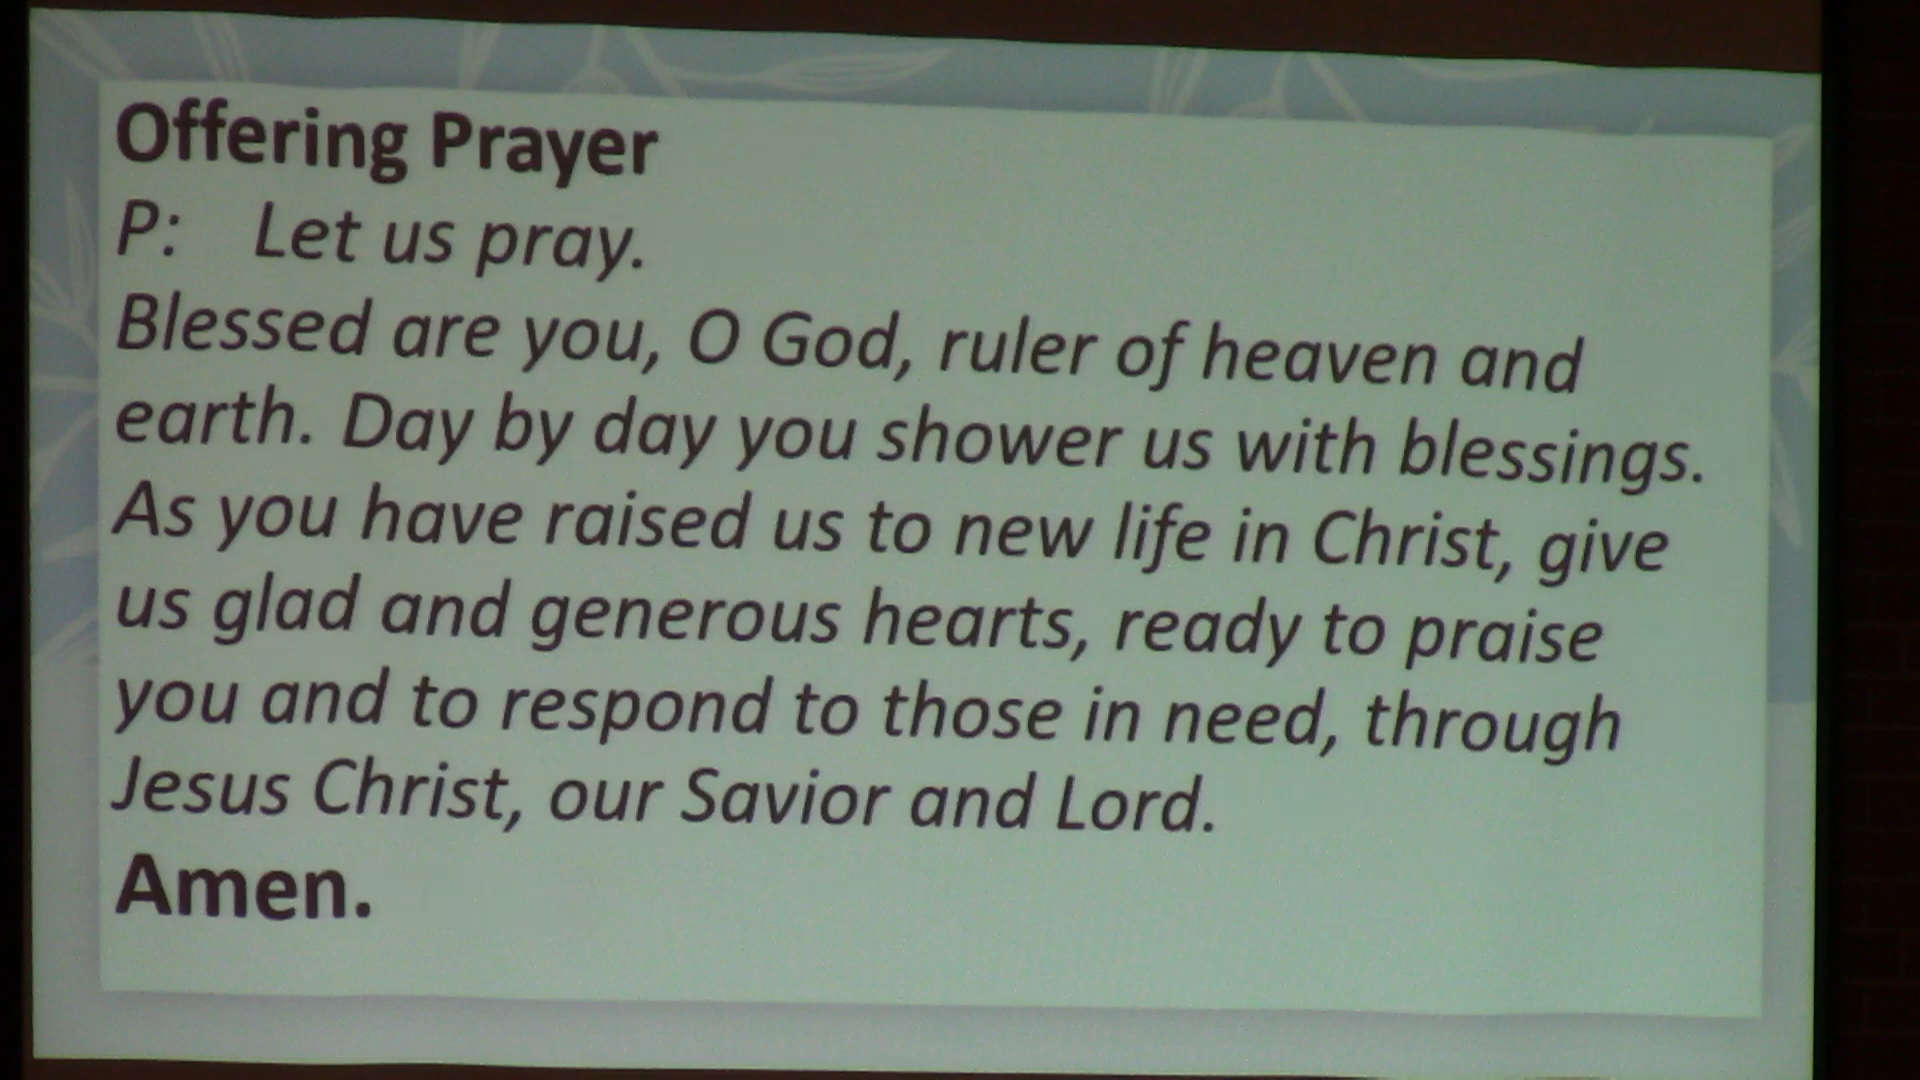 Offering Prayer
P: Let us pray.
Blessed are you, O God, ruler of heaven and
earth. Day by day you shower us with blessings.
As you have raised us to new life in Christ, give
us glad and generous hearts, ready to praise
you and to respond to those in need, through
Jesus Christ, our Savior and Lord.
Amen.